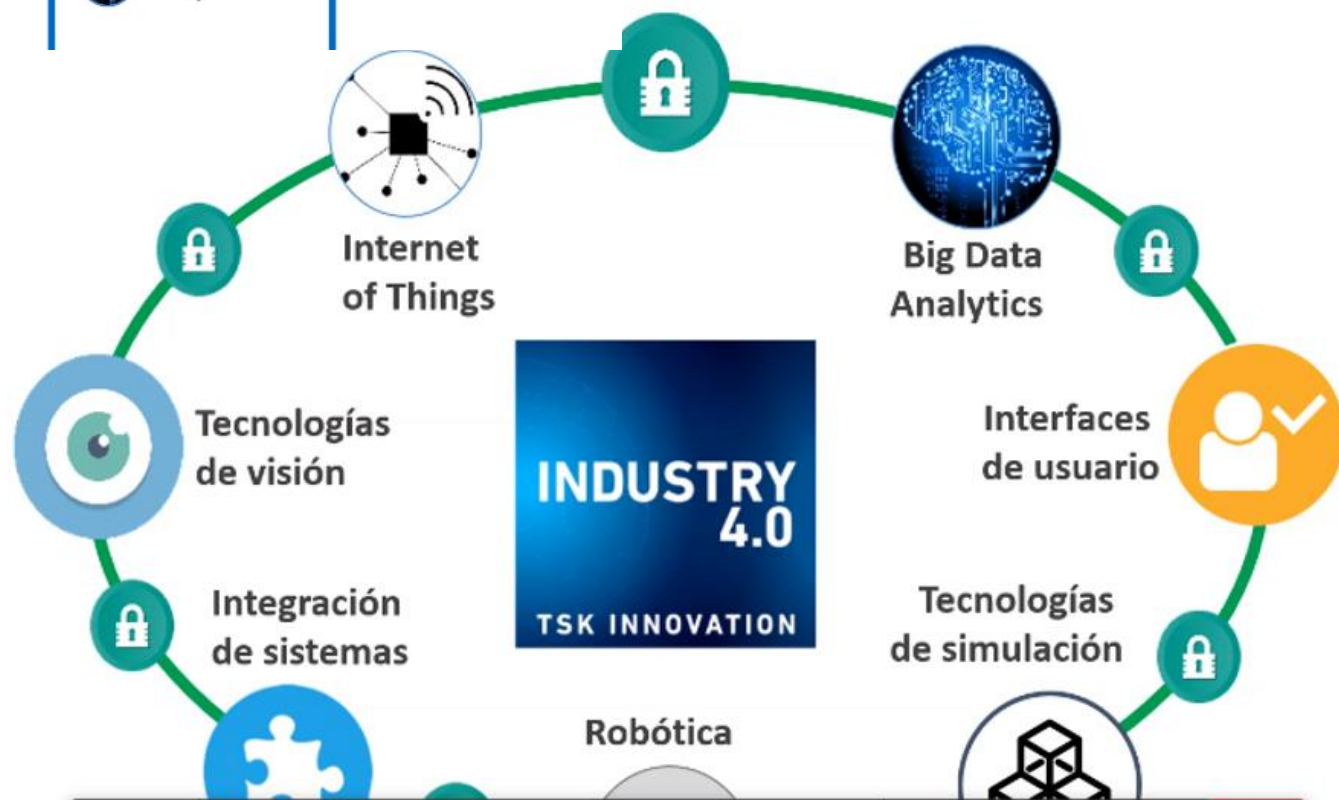 Internet
of Things
Big Data
Analytics
Tecnologías
de visión
Interfaces
de usuario
INDUSTRY
4.0
TSK INNOVATION
Integración
de sistemas
Tecnologías
de simulación
Robótica